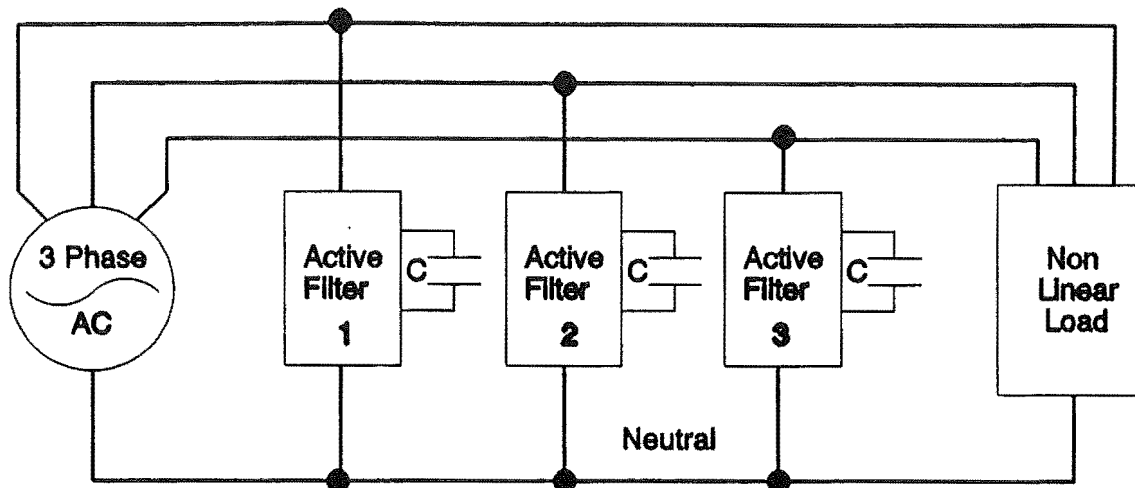 3 Phase
AC
Active
Filter
1
C
Active
Filter
2
C
Active
Filter
3
C
Non
Linear
Load
Neutral